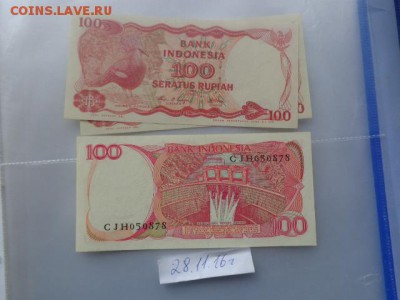 COINS.LAVE.RU
100
BANK
INDONESIA
100
SERATUS RUPIAH
100
100
BANK INDONESIA
CJH050878
CJH050878
100
28.11.16г